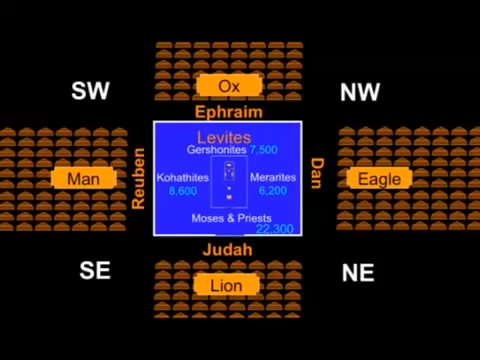 Ox
SW
NW
Ephraim
Levites
Gershonites 7,500
Man
Reuben
Kohathites
8,600
Merarites
6,200
Dan
Eagle
Moses & Priests
22,300
Judah
SE
Lion
NE